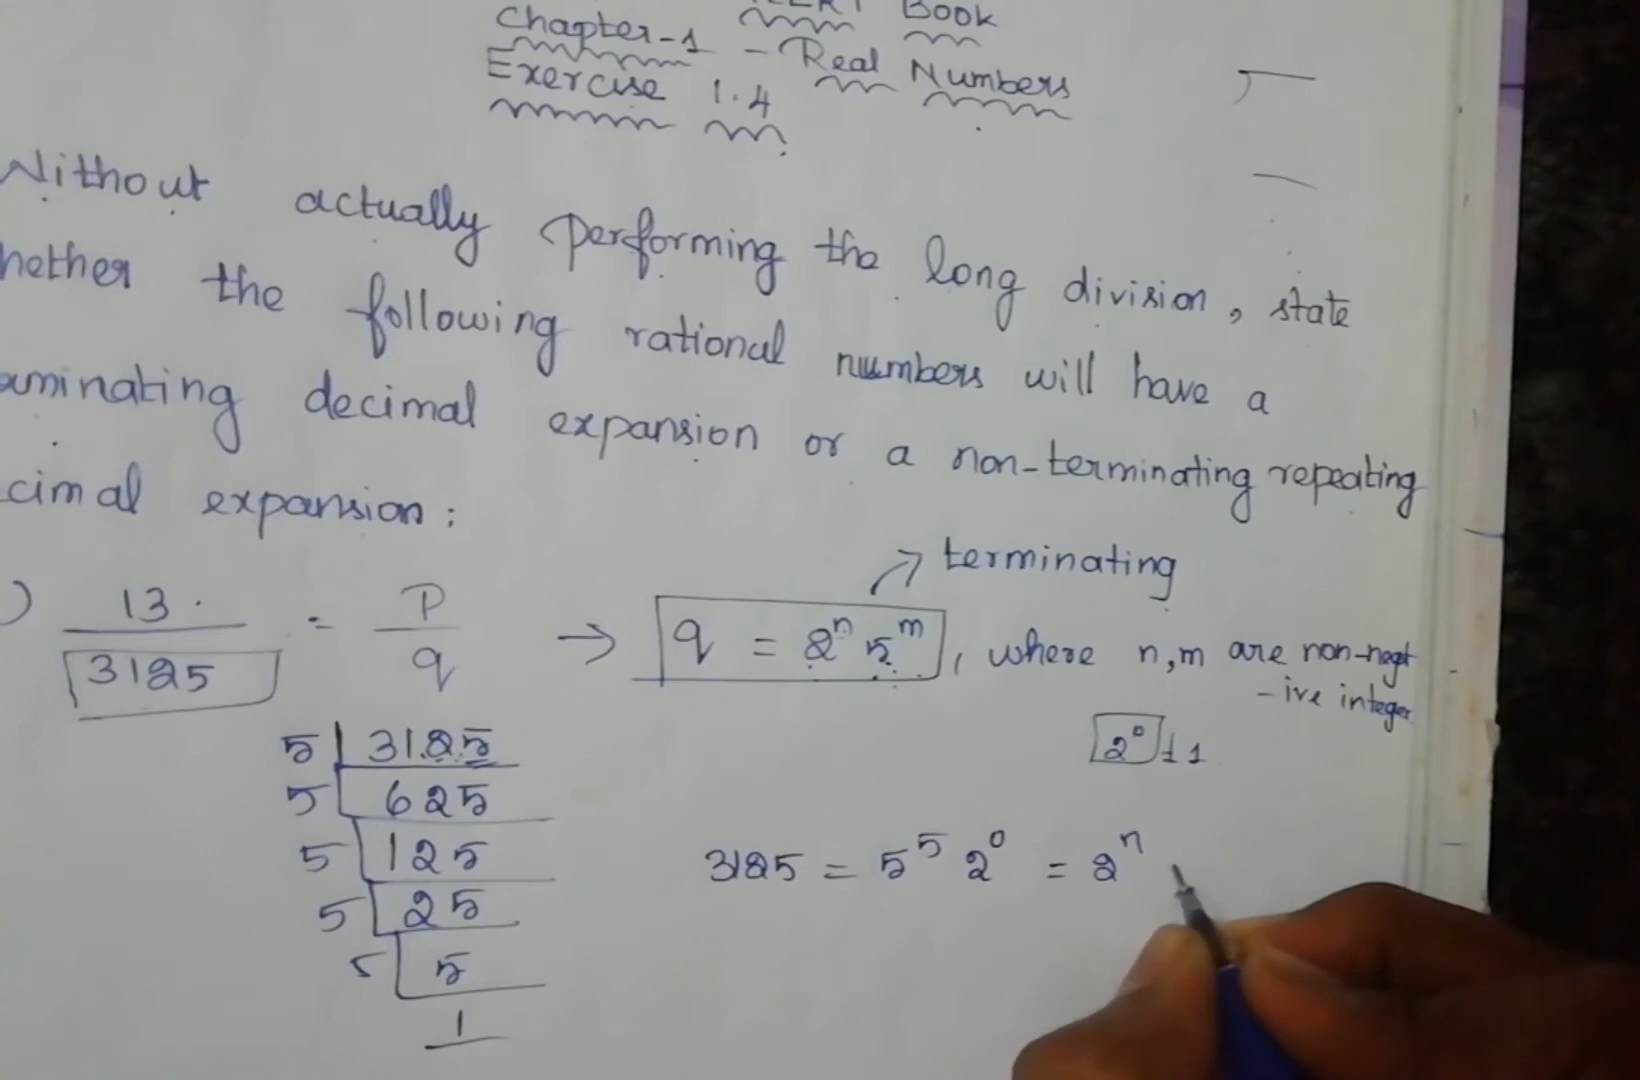 Book
Chapter-1 - Real Numbers
Exercise 1.4
Without actually performing the long division, state
hether the following rational numbers will have a
minating decimal expansion or a non-terminating repeating
cimal expansion:
terminating
) 13 / 3125 = P / q → q = 2ⁿ 5ᵐ, where n,m are non-negat
-ive integer
2⁰ = 1
5 | 3125
5 | 625
5 | 125
5 | 25
5 | 5
1
3125 = 5⁵ 2⁰ = 2ⁿ